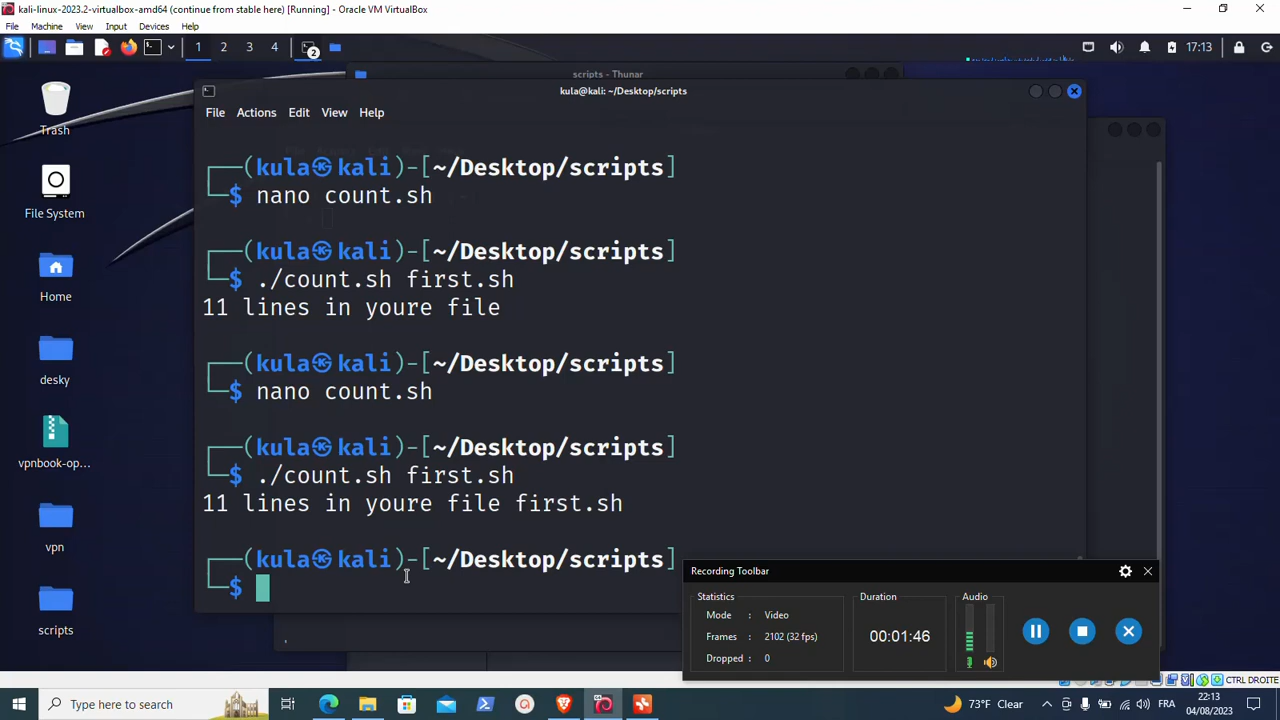 kali-linux-2023.2-virtualbox-amd64 (continue from stable here) [Running] - Oracle VM VirtualBox
File Machine View Input Devices Help
1 2 3 4 2 17:13
scripts - Thunar
kula@kali: ~/Desktop/scripts
File Actions Edit View Help
Trash
File System
Home
desky
vpnbook-op...
vpn
scripts
┌──(kula㉿kali)-[~/Desktop/scripts]
└─$ nano count.sh
┌──(kula㉿kali)-[~/Desktop/scripts]
└─$ ./count.sh first.sh
11 lines in youre file
┌──(kula㉿kali)-[~/Desktop/scripts]
└─$ nano count.sh
┌──(kula㉿kali)-[~/Desktop/scripts]
└─$ ./count.sh first.sh
11 lines in youre file first.sh
┌──(kula㉿kali)-[~/Desktop/scripts]
└─$
Recording Toolbar
Statistics
Mode : Video
Frames : 2102 (32 fps)
Dropped : 0
Duration
00:01:46
Audio
CTRL DROITE
Type here to search
73°F Clear
FRA
22:13
04/08/2023